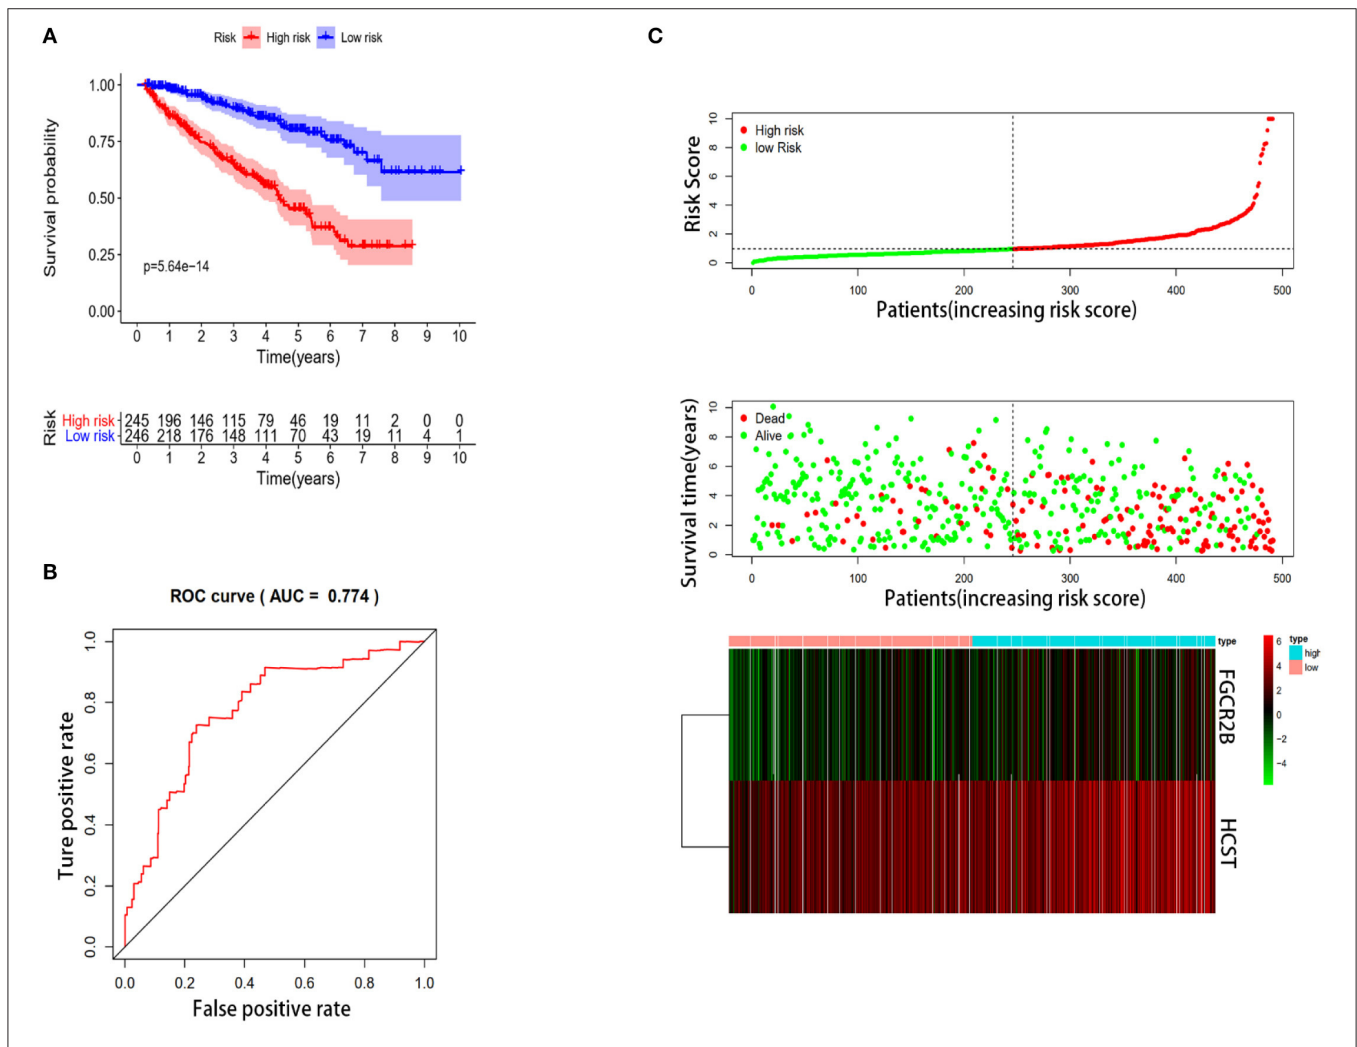 A
Risk High risk Low risk
Survival probability
1.00
0.75
0.50
0.25
0.00
p=5.64e−14
0 1 2 3 4 5 6 7 8 9 10
Time(years)
Risk
High risk 245 196 146 115 79 46 19 11 2 0 0
Low risk 246 218 176 148 111 70 43 19 11 4 1
0 1 2 3 4 5 6 7 8 9 10
Time(years)
B
ROC curve ( AUC = 0.774 )
Ture positive rate
1.0
0.8
0.6
0.4
0.2
0.0
0.0 0.2 0.4 0.6 0.8 1.0
False positive rate
C
Risk Score
10
8
6
4
2
0
High risk
low Risk
0 100 200 300 400 500
Patients(increasing risk score)
Survival time(years)
10
8
6
4
2
0
Dead
Alive
0 100 200 300 400 500
Patients(increasing risk score)
type
FGCR2B
HCST
6
4
2
0
−2
−4
type
high
low